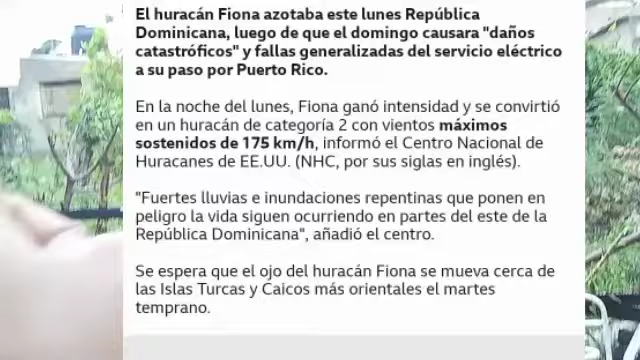 El huracán Fiona azotaba este lunes República
Dominicana, luego de que el domingo causara "daños
catastróficos" y fallas generalizadas del servicio eléctrico
a su paso por Puerto Rico.
En la noche del lunes, Fiona ganó intensidad y se convirtió
en un huracán de categoría 2 con vientos máximos
sostenidos de 175 km/h, informó el Centro Nacional de
Huracanes de EE.UU. (NHC, por sus siglas en inglés).
"Fuertes lluvias e inundaciones repentinas que ponen en
peligro la vida siguen ocurriendo en partes del este de la
República Dominicana", añadió el centro.
Se espera que el ojo del huracán Fiona se mueva cerca de
las Islas Turcas y Caicos más orientales el martes
temprano.